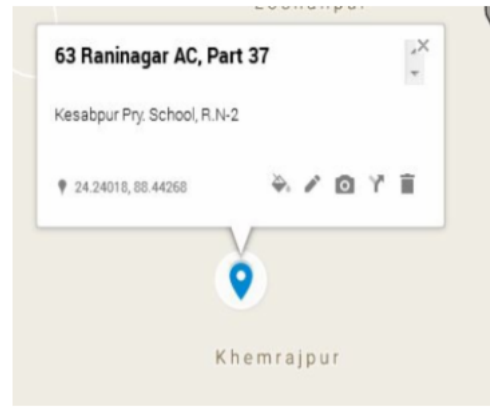 63 Raninagar AC, Part 37
Kesabpur Pry. School, R.N-2
24.24018, 88.44268
Khemrajpur